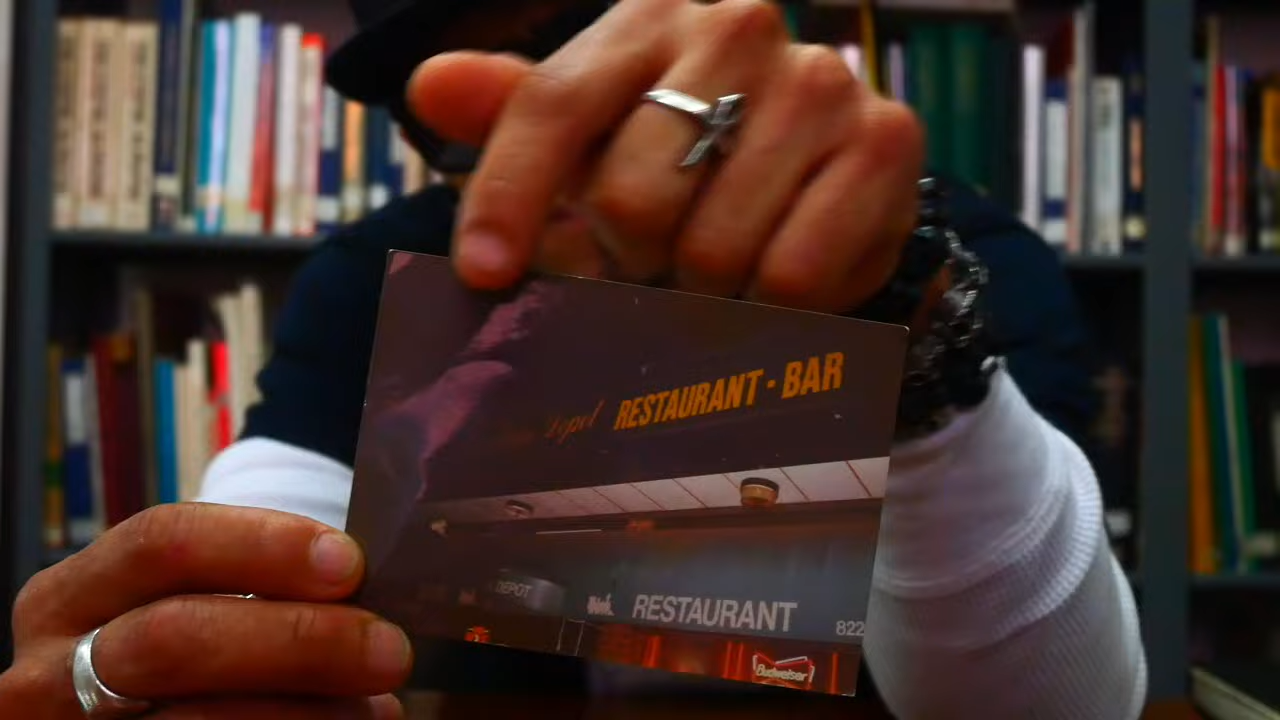 Depot RESTAURANT · BAR
DEPOT
RESTAURANT
822
Budweiser